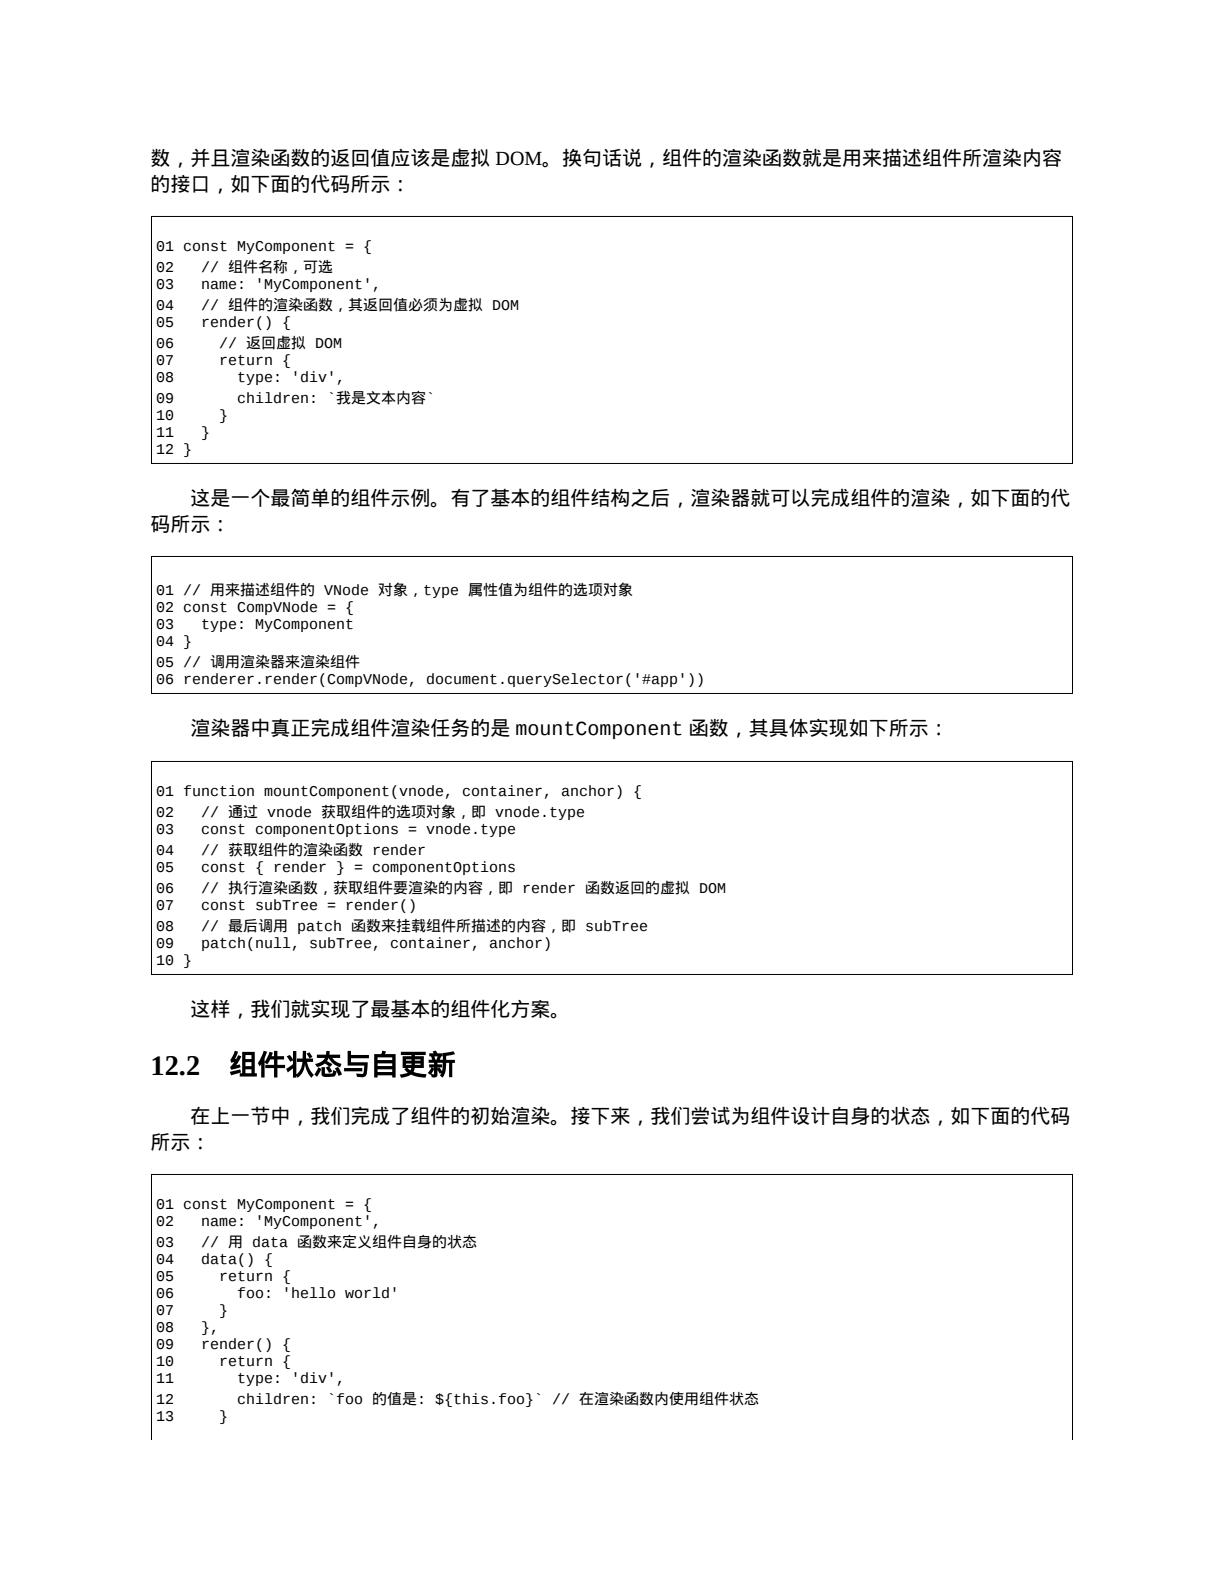 数，并且渲染函数的返回值应该是虚拟 DOM。换句话说，组件的渲染函数就是用来描述组件所渲染内容
的接口，如下面的代码所示：
01 const MyComponent = {
02   // 组件名称，可选
03   name: 'MyComponent',
04   // 组件的渲染函数，其返回值必须为虚拟 DOM
05   render() {
06     // 返回虚拟 DOM
07     return {
08       type: 'div',
09       children: `我是文本内容`
10     }
11   }
12 }
这是一个最简单的组件示例。有了基本的组件结构之后，渲染器就可以完成组件的渲染，如下面的代
码所示：
01 // 用来描述组件的 VNode 对象，type 属性值为组件的选项对象
02 const CompVNode = {
03   type: MyComponent
04 }
05 // 调用渲染器来渲染组件
06 renderer.render(CompVNode, document.querySelector('#app'))
渲染器中真正完成组件渲染任务的是 mountComponent 函数，其具体实现如下所示：
01 function mountComponent(vnode, container, anchor) {
02   // 通过 vnode 获取组件的选项对象，即 vnode.type
03   const componentOptions = vnode.type
04   // 获取组件的渲染函数 render
05   const { render } = componentOptions
06   // 执行渲染函数，获取组件要渲染的内容，即 render 函数返回的虚拟 DOM
07   const subTree = render()
08   // 最后调用 patch 函数来挂载组件所描述的内容，即 subTree
09   patch(null, subTree, container, anchor)
10 }
这样，我们就实现了最基本的组件化方案。
12.2　组件状态与自更新
在上一节中，我们完成了组件的初始渲染。接下来，我们尝试为组件设计自身的状态，如下面的代码
所示：
01 const MyComponent = {
02   name: 'MyComponent',
03   // 用 data 函数来定义组件自身的状态
04   data() {
05     return {
06       foo: 'hello world'
07     }
08   },
09   render() {
10     return {
11       type: 'div',
12       children: `foo 的值是: ${this.foo}` // 在渲染函数内使用组件状态
13     }